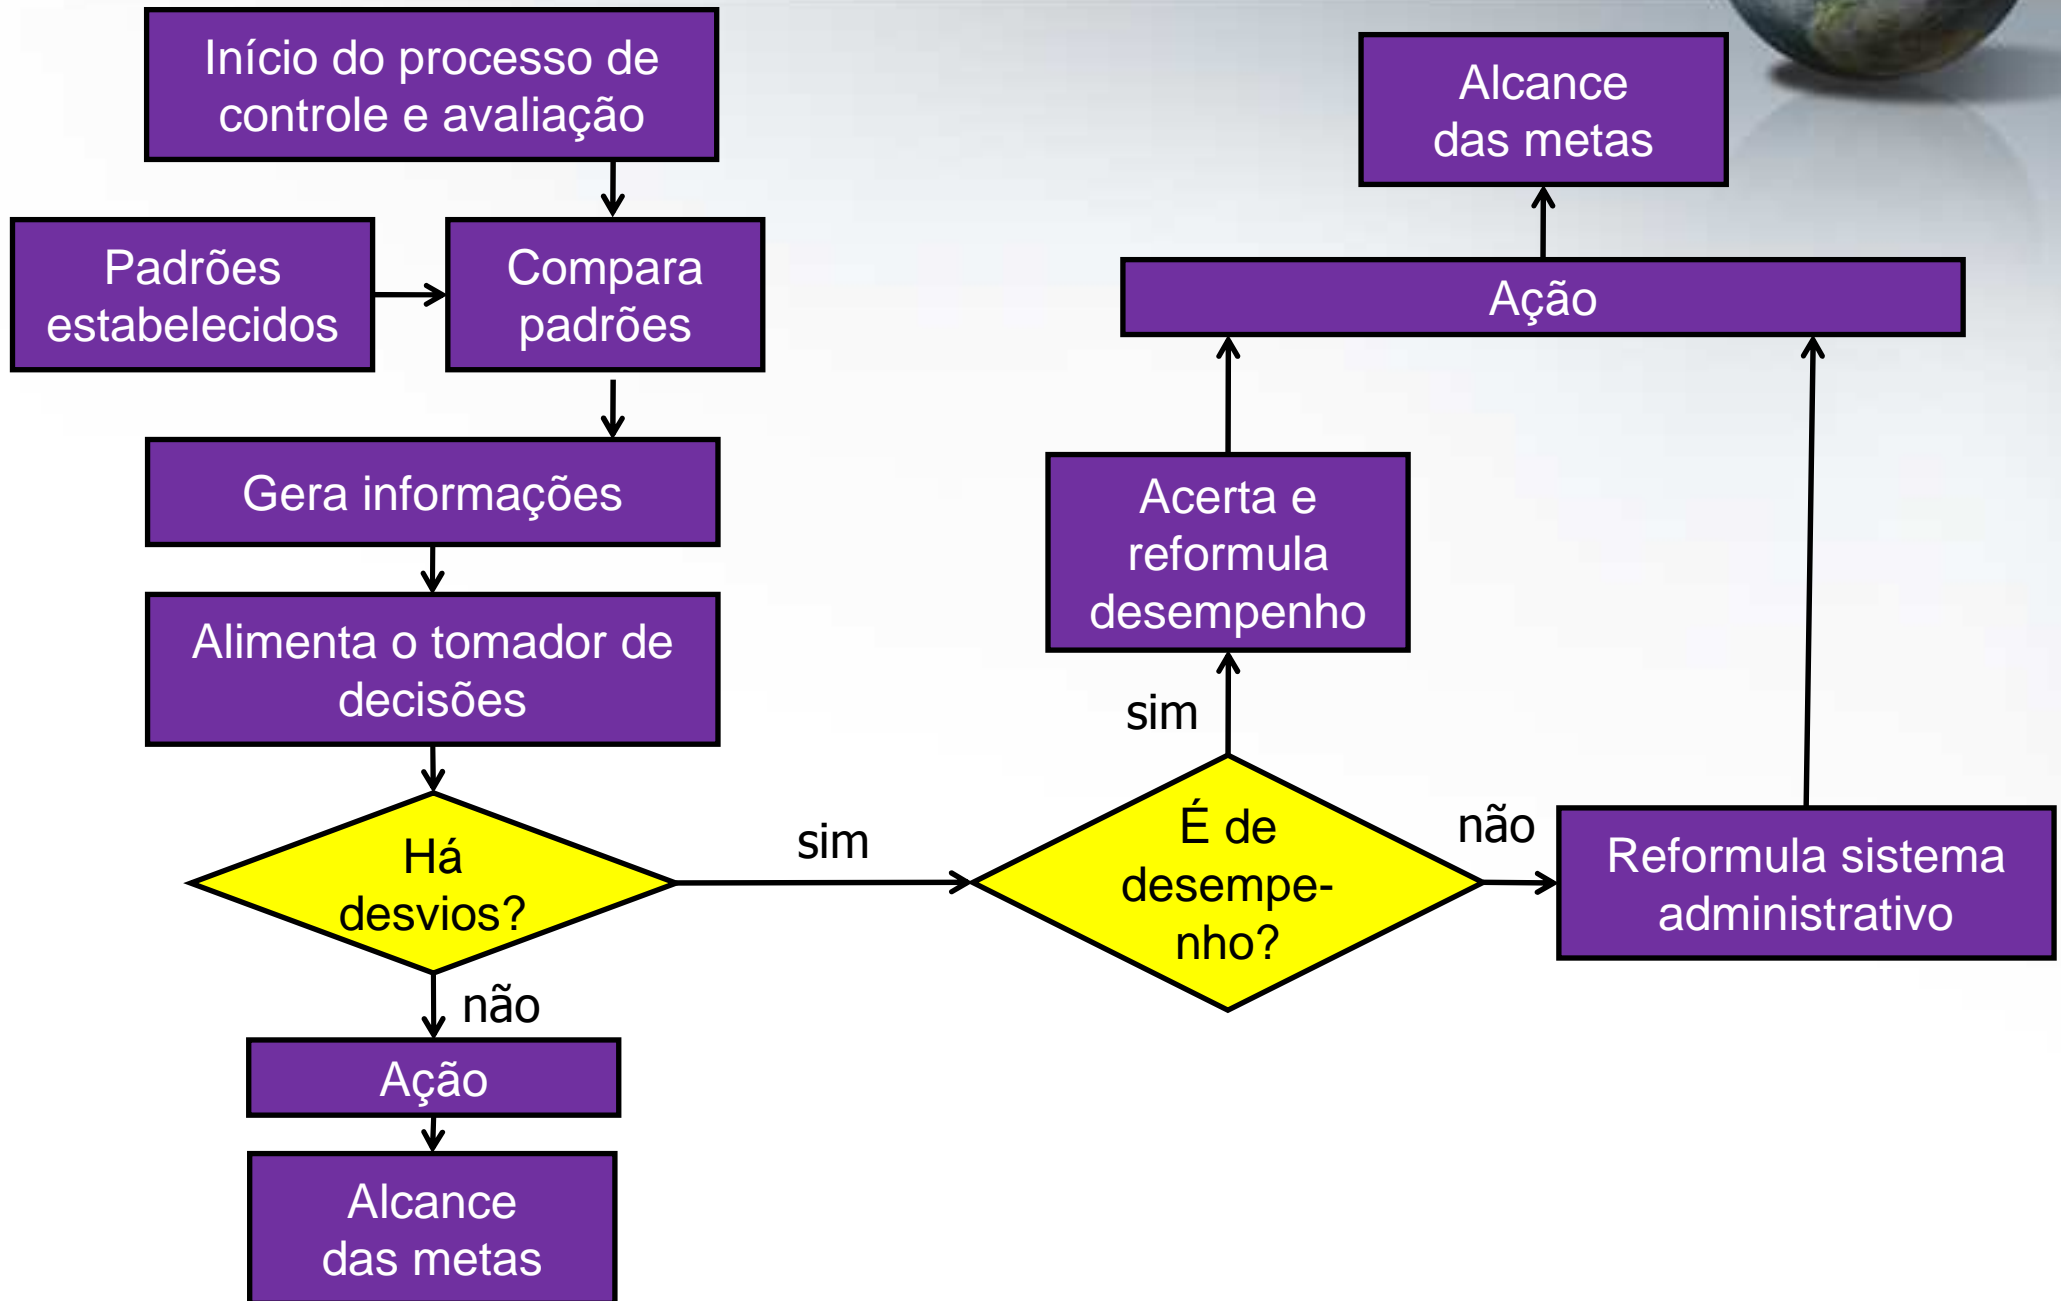 Início do processo de
controle e avaliação
Padrões
estabelecidos
Compara
padrões
Gera informações
Alimenta o tomador de
decisões
Há
desvios?
não
Ação
Alcance
das metas
sim
É de
desempe-
nho?
sim
Acerta e
reformula
desempenho
não
Reformula sistema
administrativo
Ação
Alcance
das metas